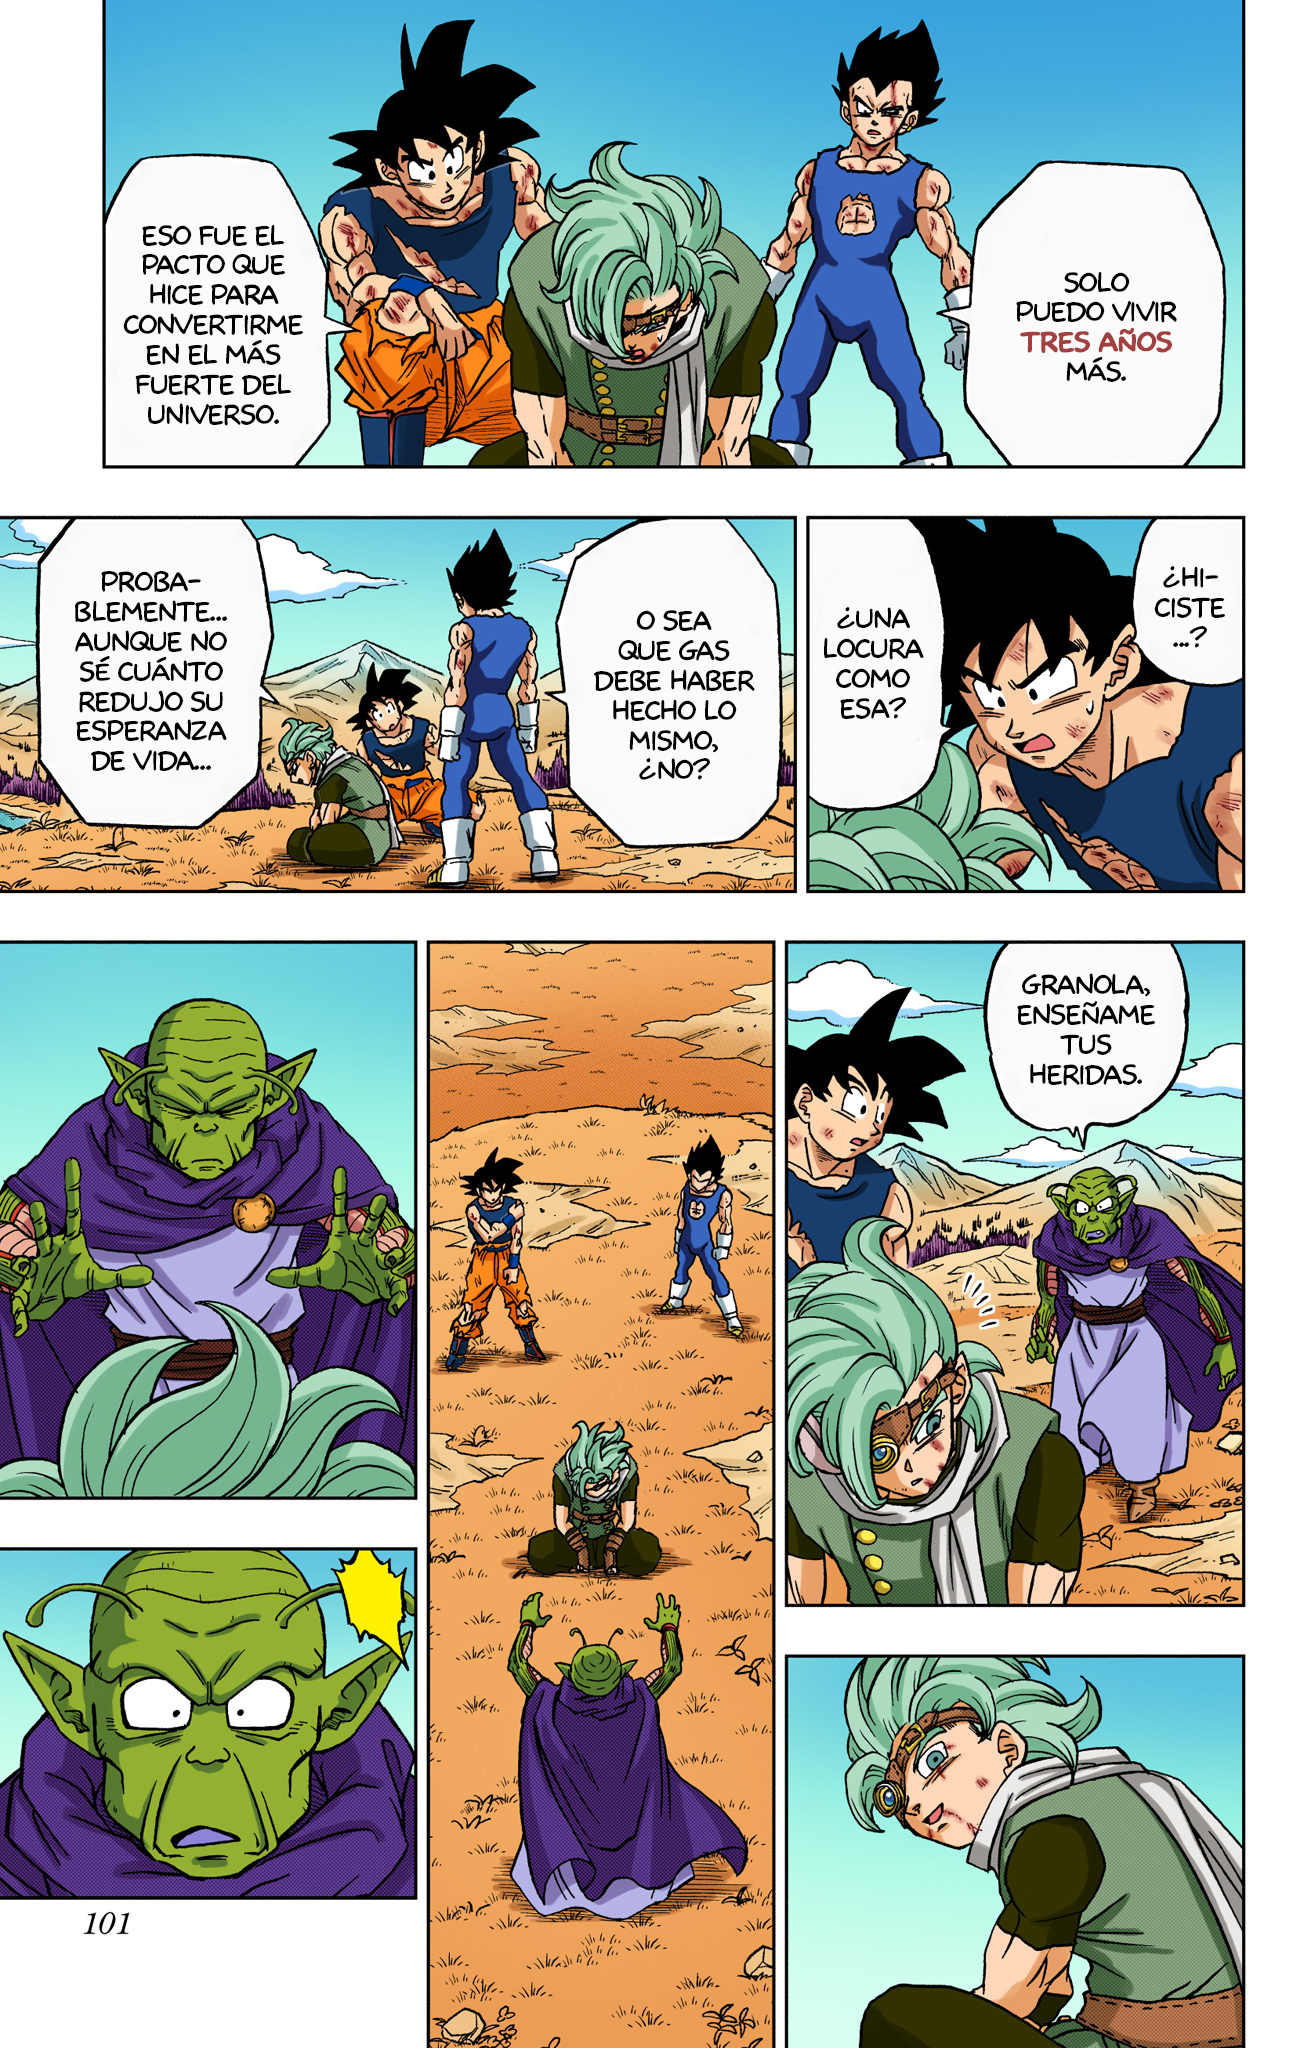 SOLO
PUEDO VIVIR
TRES AÑOS
MÁS.
ESO FUE EL
PACTO QUE
HICE PARA
CONVERTIRME
EN EL MÁS
FUERTE DEL
UNIVERSO.
¿HI-
CISTE
...?
¿UNA
LOCURA
COMO
ESA?
O SEA
QUE GAS
DEBE HABER
HECHO LO
MISMO,
¿NO?
PROBA-
BLEMENTE...
AUNQUE NO
SÉ CUÁNTO
REDUJO SU
ESPERANZA
DE VIDA...
GRANOLA,
ENSEÑAME
TUS
HERIDAS.
101